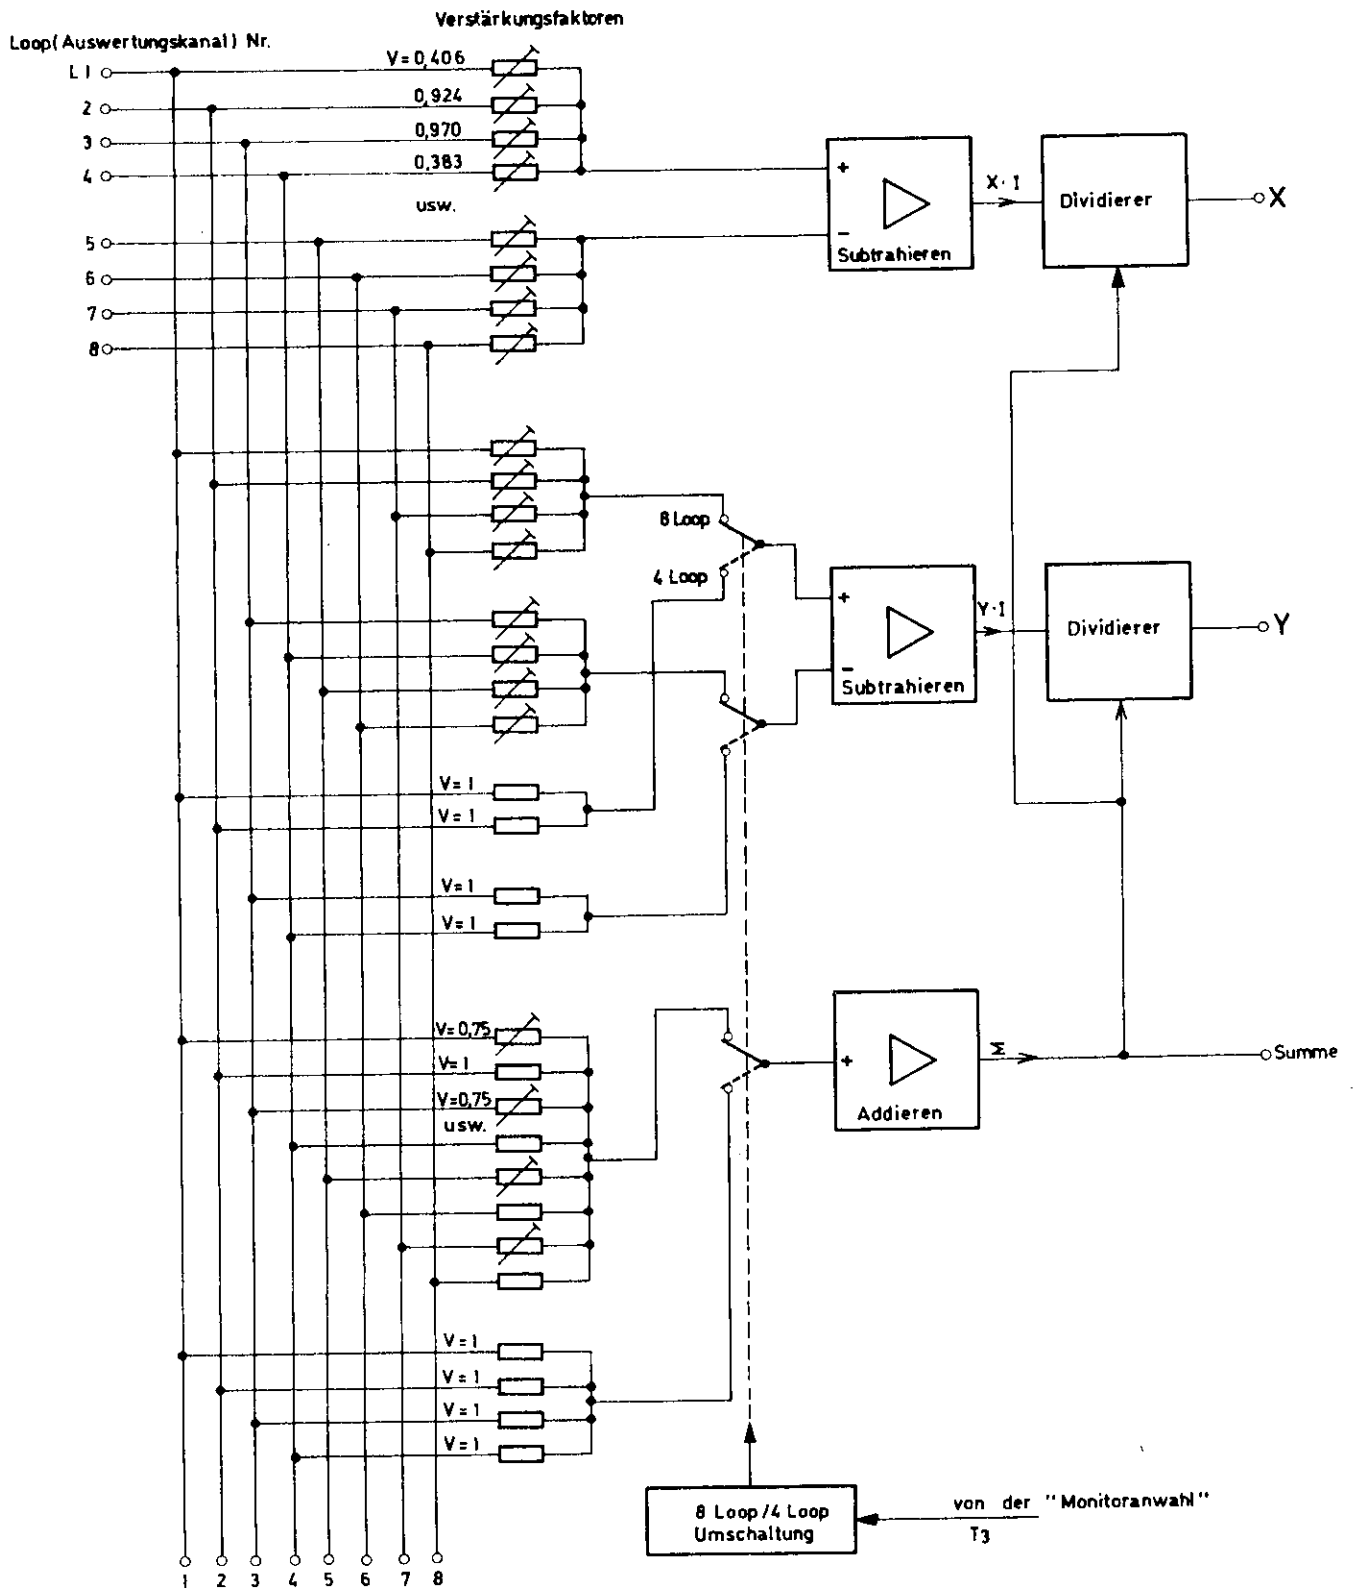 Verstärkungsfaktoren
Loop(Auswertungskanal) Nr.
L 1
V=0,406
2
0,924
3
0,970
4
0,383
usw.
5
6
7
8
+
−
Subtrahieren
X·I
Dividierer
X
8 Loop
4 Loop
+
−
Subtrahieren
Y·I
Dividierer
Y
V=1
V=1
V=1
V=1
V=0,75
V=1
V=0,75
usw.
+
Addieren
M
Summe
V=1
V=1
V=1
V=1
8 Loop/4 Loop
Umschaltung
von der "Monitoranwahl"
T3
1 2 3 4 5 6 7 8